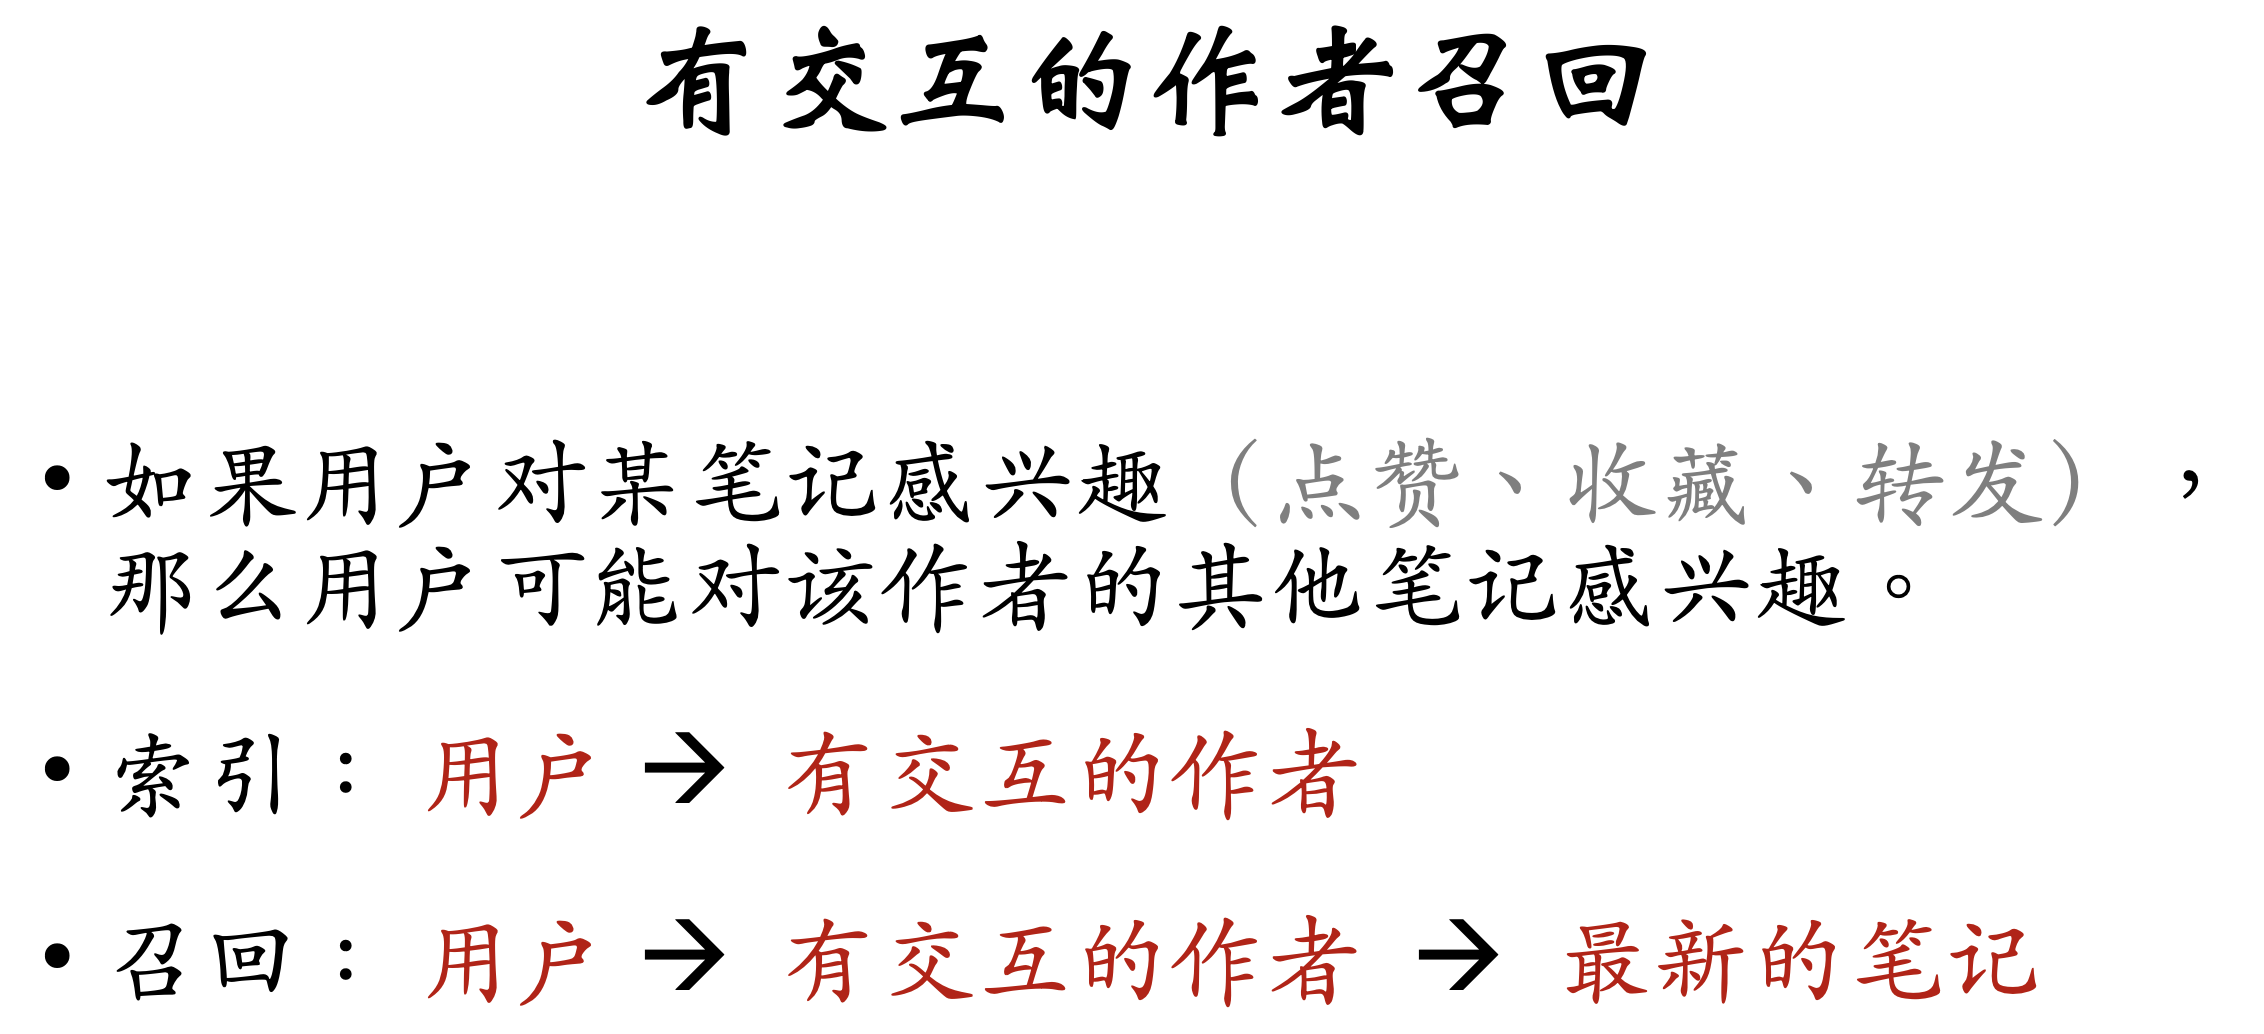 有交互的作者召回
• 如果用户对某笔记感兴趣（点赞、收藏、转发），
那么用户可能对该作者的其他笔记感兴趣。
• 索引：用户 → 有交互的作者
• 召回：用户 → 有交互的作者 → 最新的笔记